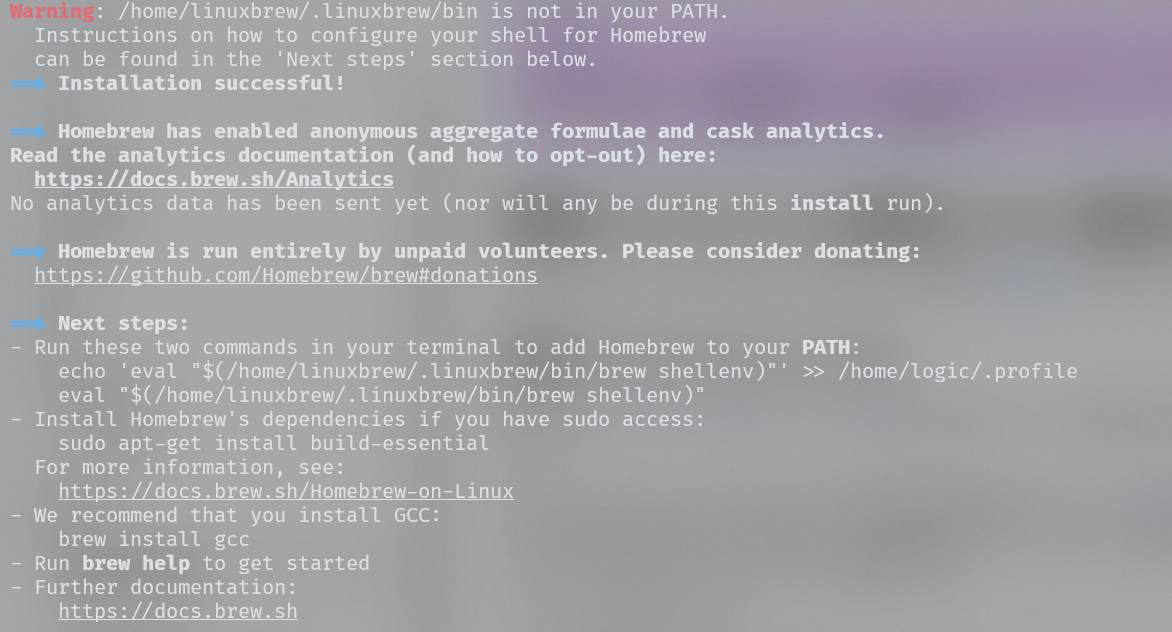 Warning: /home/linuxbrew/.linuxbrew/bin is not in your PATH.
  Instructions on how to configure your shell for Homebrew
  can be found in the 'Next steps' section below.
==> Installation successful!

==> Homebrew has enabled anonymous aggregate formulae and cask analytics.
Read the analytics documentation (and how to opt-out) here:
  https://docs.brew.sh/Analytics
No analytics data has been sent yet (nor will any be during this install run).

==> Homebrew is run entirely by unpaid volunteers. Please consider donating:
  https://github.com/Homebrew/brew#donations

==> Next steps:
- Run these two commands in your terminal to add Homebrew to your PATH:
    echo 'eval "$(/home/linuxbrew/.linuxbrew/bin/brew shellenv)"' >> /home/logic/.profile
    eval "$(/home/linuxbrew/.linuxbrew/bin/brew shellenv)"
- Install Homebrew's dependencies if you have sudo access:
    sudo apt-get install build-essential
  For more information, see:
    https://docs.brew.sh/Homebrew-on-Linux
- We recommend that you install GCC:
    brew install gcc
- Run brew help to get started
- Further documentation:
    https://docs.brew.sh